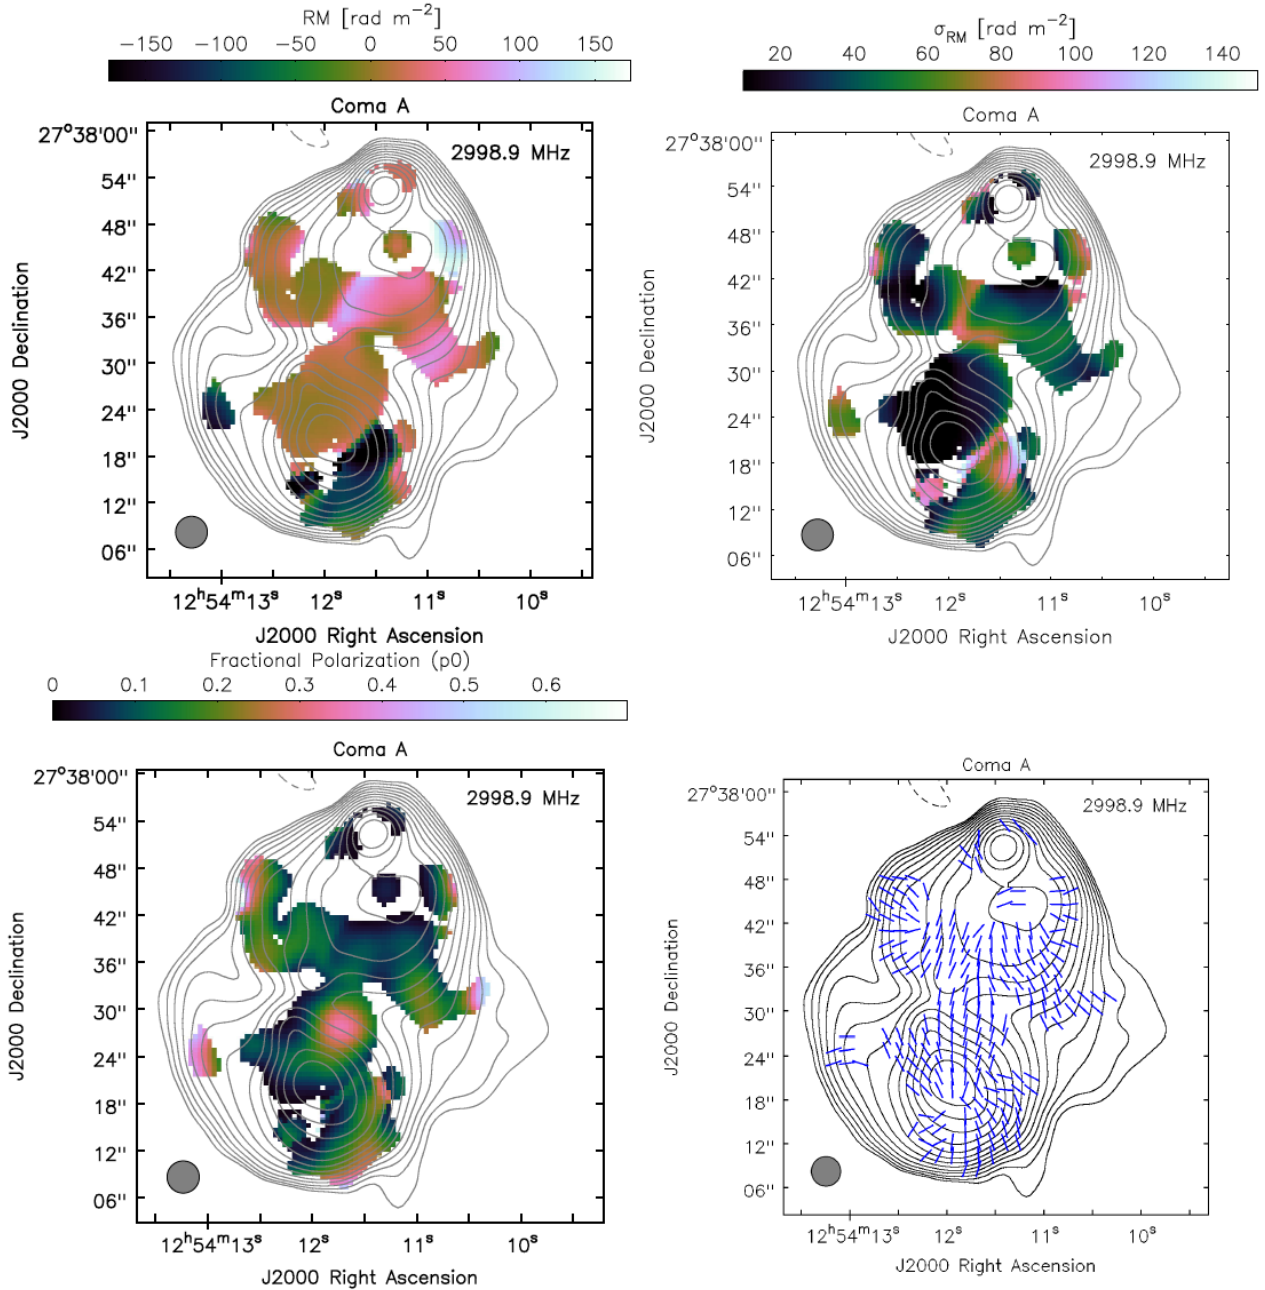 RM [rad m⁻²]
−150 −100 −50 0 50 100 150
Coma A
2998.9 MHz
27°38'00"
54"
48"
42"
36"
30"
24"
18"
12"
06"
J2000 Declination
12ʰ54ᵐ13ˢ 12ˢ 11ˢ 10ˢ
J2000 Right Ascension
σRM [rad m⁻²]
20 40 60 80 100 120 140
Coma A
2998.9 MHz
27°38'00"
54"
48"
42"
36"
30"
24"
18"
12"
06"
J2000 Declination
12ʰ54ᵐ13ˢ 12ˢ 11ˢ 10ˢ
J2000 Right Ascension
Fractional Polarization (p0)
0 0.1 0.2 0.3 0.4 0.5 0.6
Coma A
2998.9 MHz
27°38'00"
54"
48"
42"
36"
30"
24"
18"
12"
06"
J2000 Declination
12ʰ54ᵐ13ˢ 12ˢ 11ˢ 10ˢ
J2000 Right Ascension
Coma A
2998.9 MHz
27°38'00"
54"
48"
42"
36"
30"
24"
18"
12"
06"
J2000 Declination
12ʰ54ᵐ13ˢ 12ˢ 11ˢ 10ˢ
J2000 Right Ascension